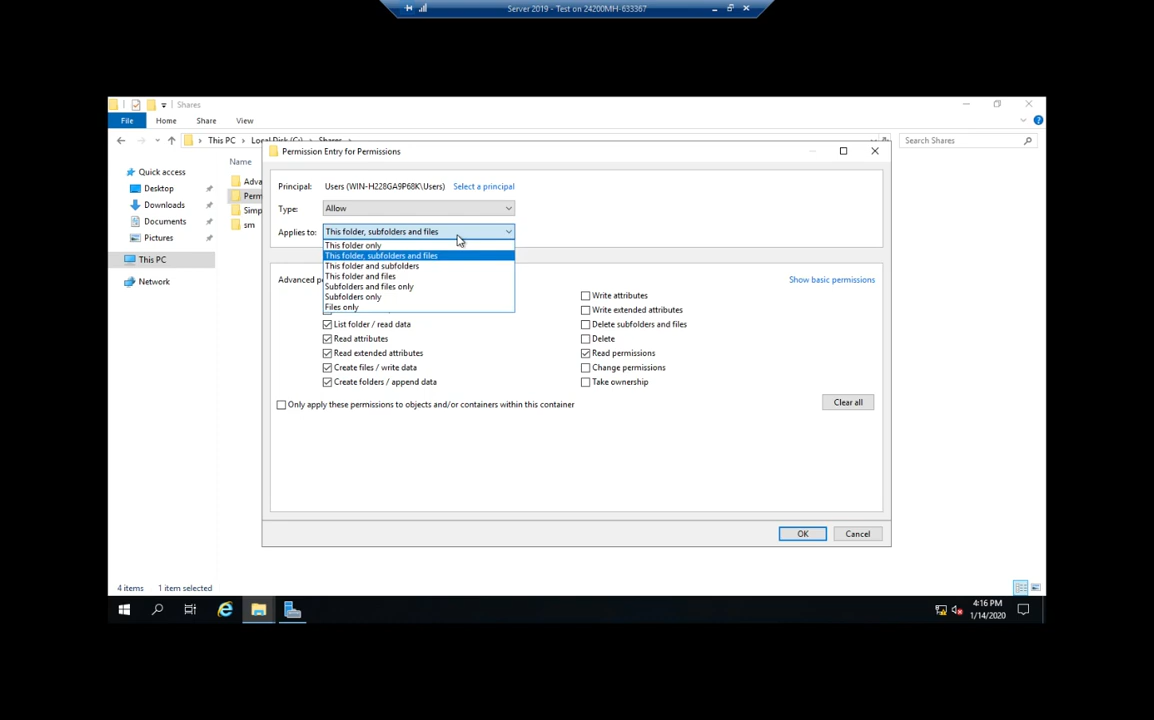 Server 2019 - Test on 24200MH-633367
Shares
File Home Share View
This PC Local Disk (C:) Shares
Search Shares
Quick access
Desktop
Downloads
Documents
Pictures
This PC
Network
Name
Adva
Perm
Simp
sm
Permission Entry for Permissions
Principal: Users (WIN-H228GA9P68K\Users) Select a principal
Type: Allow
Applies to: This folder, subfolders and files
This folder only
This folder, subfolders and files
This folder and subfolders
This folder and files
Subfolders and files only
Subfolders only
Files only
Advanced p
Show basic permissions
List folder / read data
Read attributes
Read extended attributes
Create files / write data
Create folders / append data
Write attributes
Write extended attributes
Delete subfolders and files
Delete
Read permissions
Change permissions
Take ownership
Only apply these permissions to objects and/or containers within this container
Clear all
OK Cancel
4 items 1 item selected
4:16 PM
1/14/2020